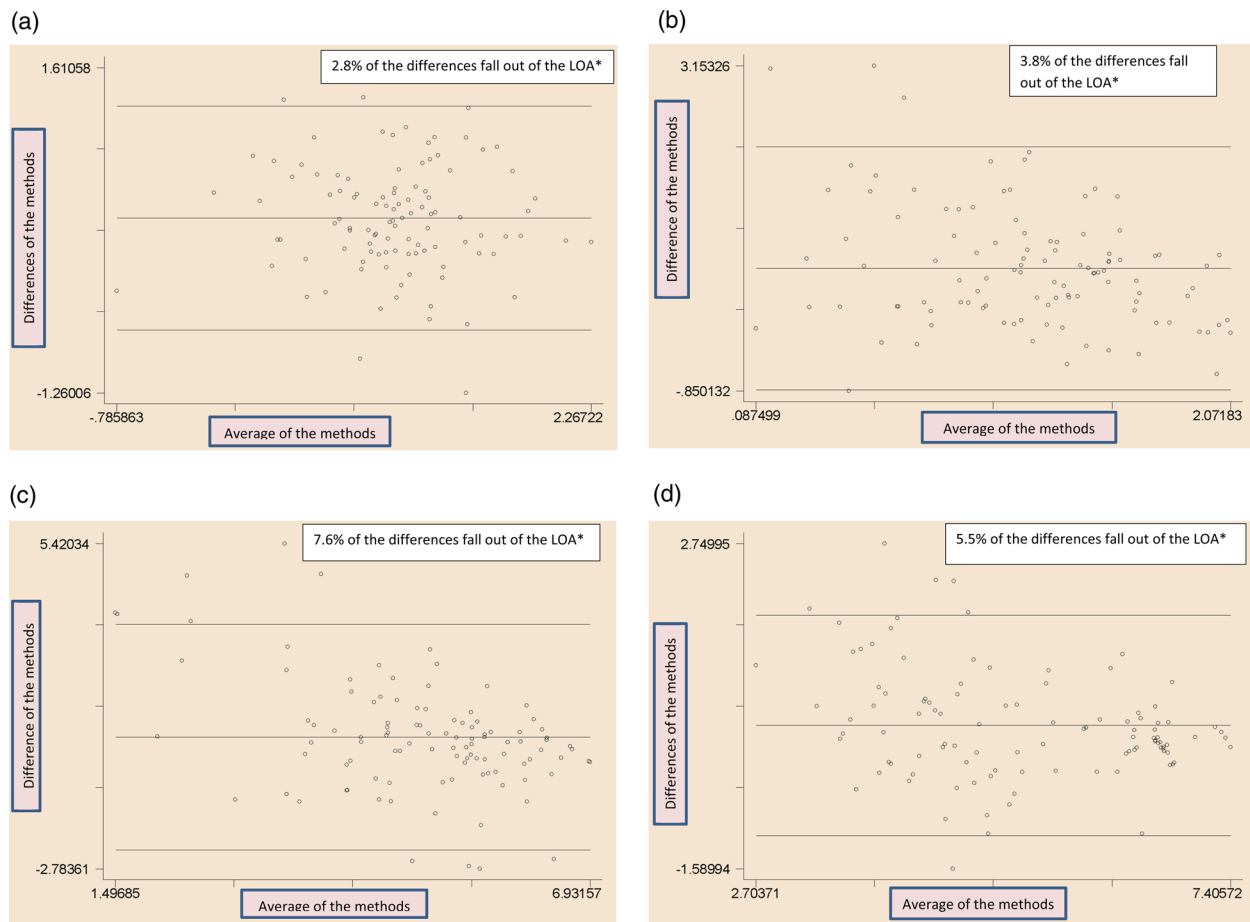 (a)
1.61058
2.8% of the differences fall out of the LOA*
Differences of the methods
-1.26006
-.785863
2.26722
Average of the methods
(b)
3.15326
3.8% of the differences fall
out of the LOA*
Difference of the methods
-.850132
.087499
2.07183
Average of the methods
(c)
5.42034
7.6% of the differences fall out of the LOA*
Difference of the methods
-2.78361
1.49685
6.93157
Average of the methods
(d)
2.74995
5.5% of the differences fall out of the LOA*
Differences of the methods
-1.58994
2.70371
7.40572
Average of the methods